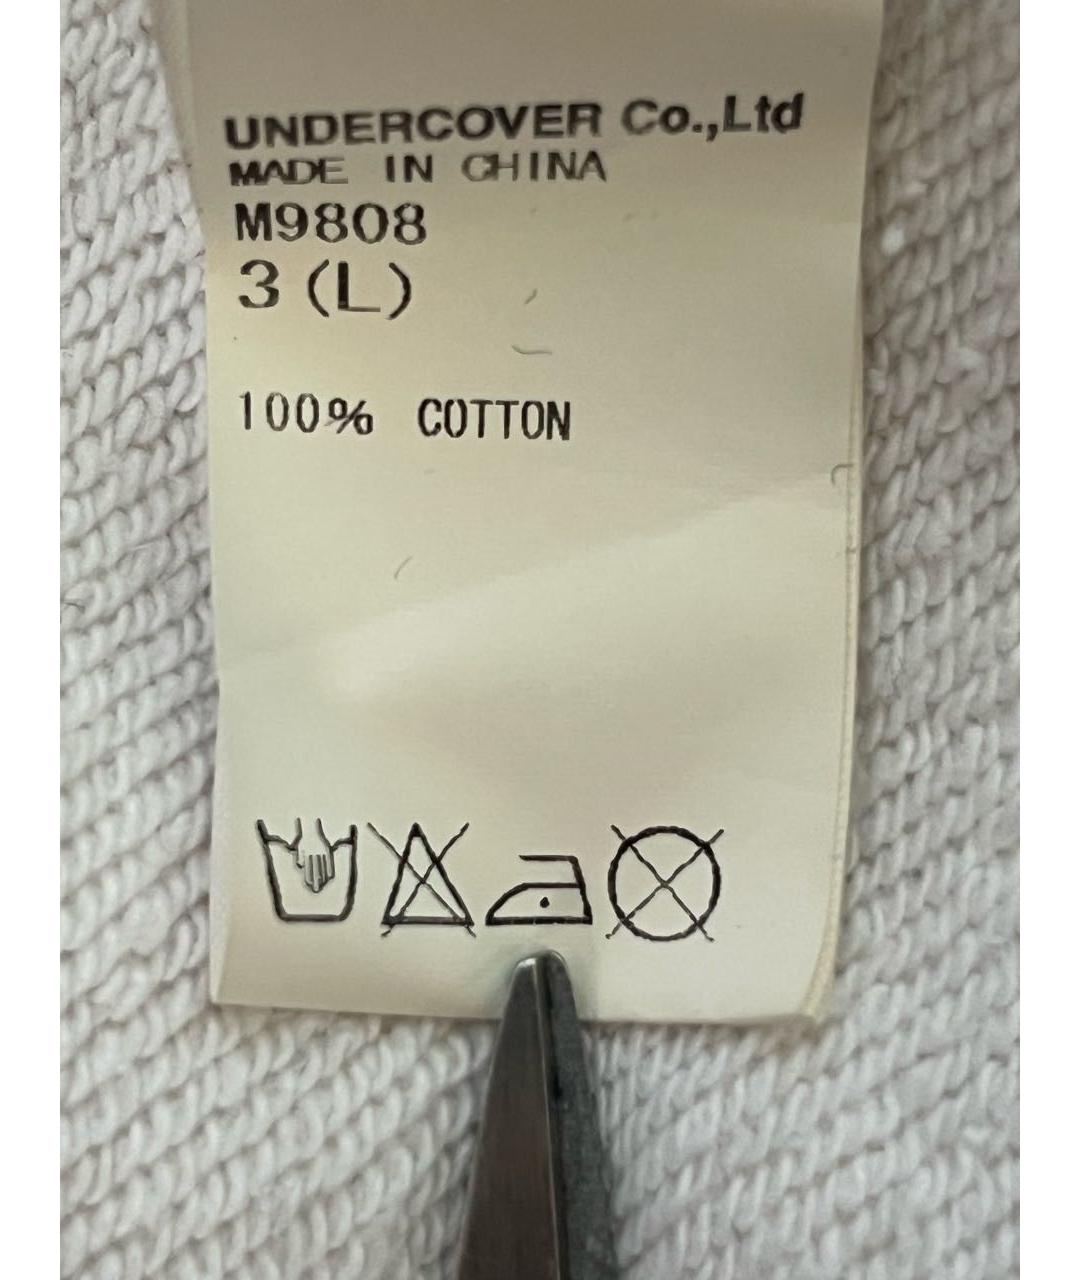 UNDERCOVER Co.,Ltd
MADE IN CHINA
M9808
3 (L)
100% COTTON